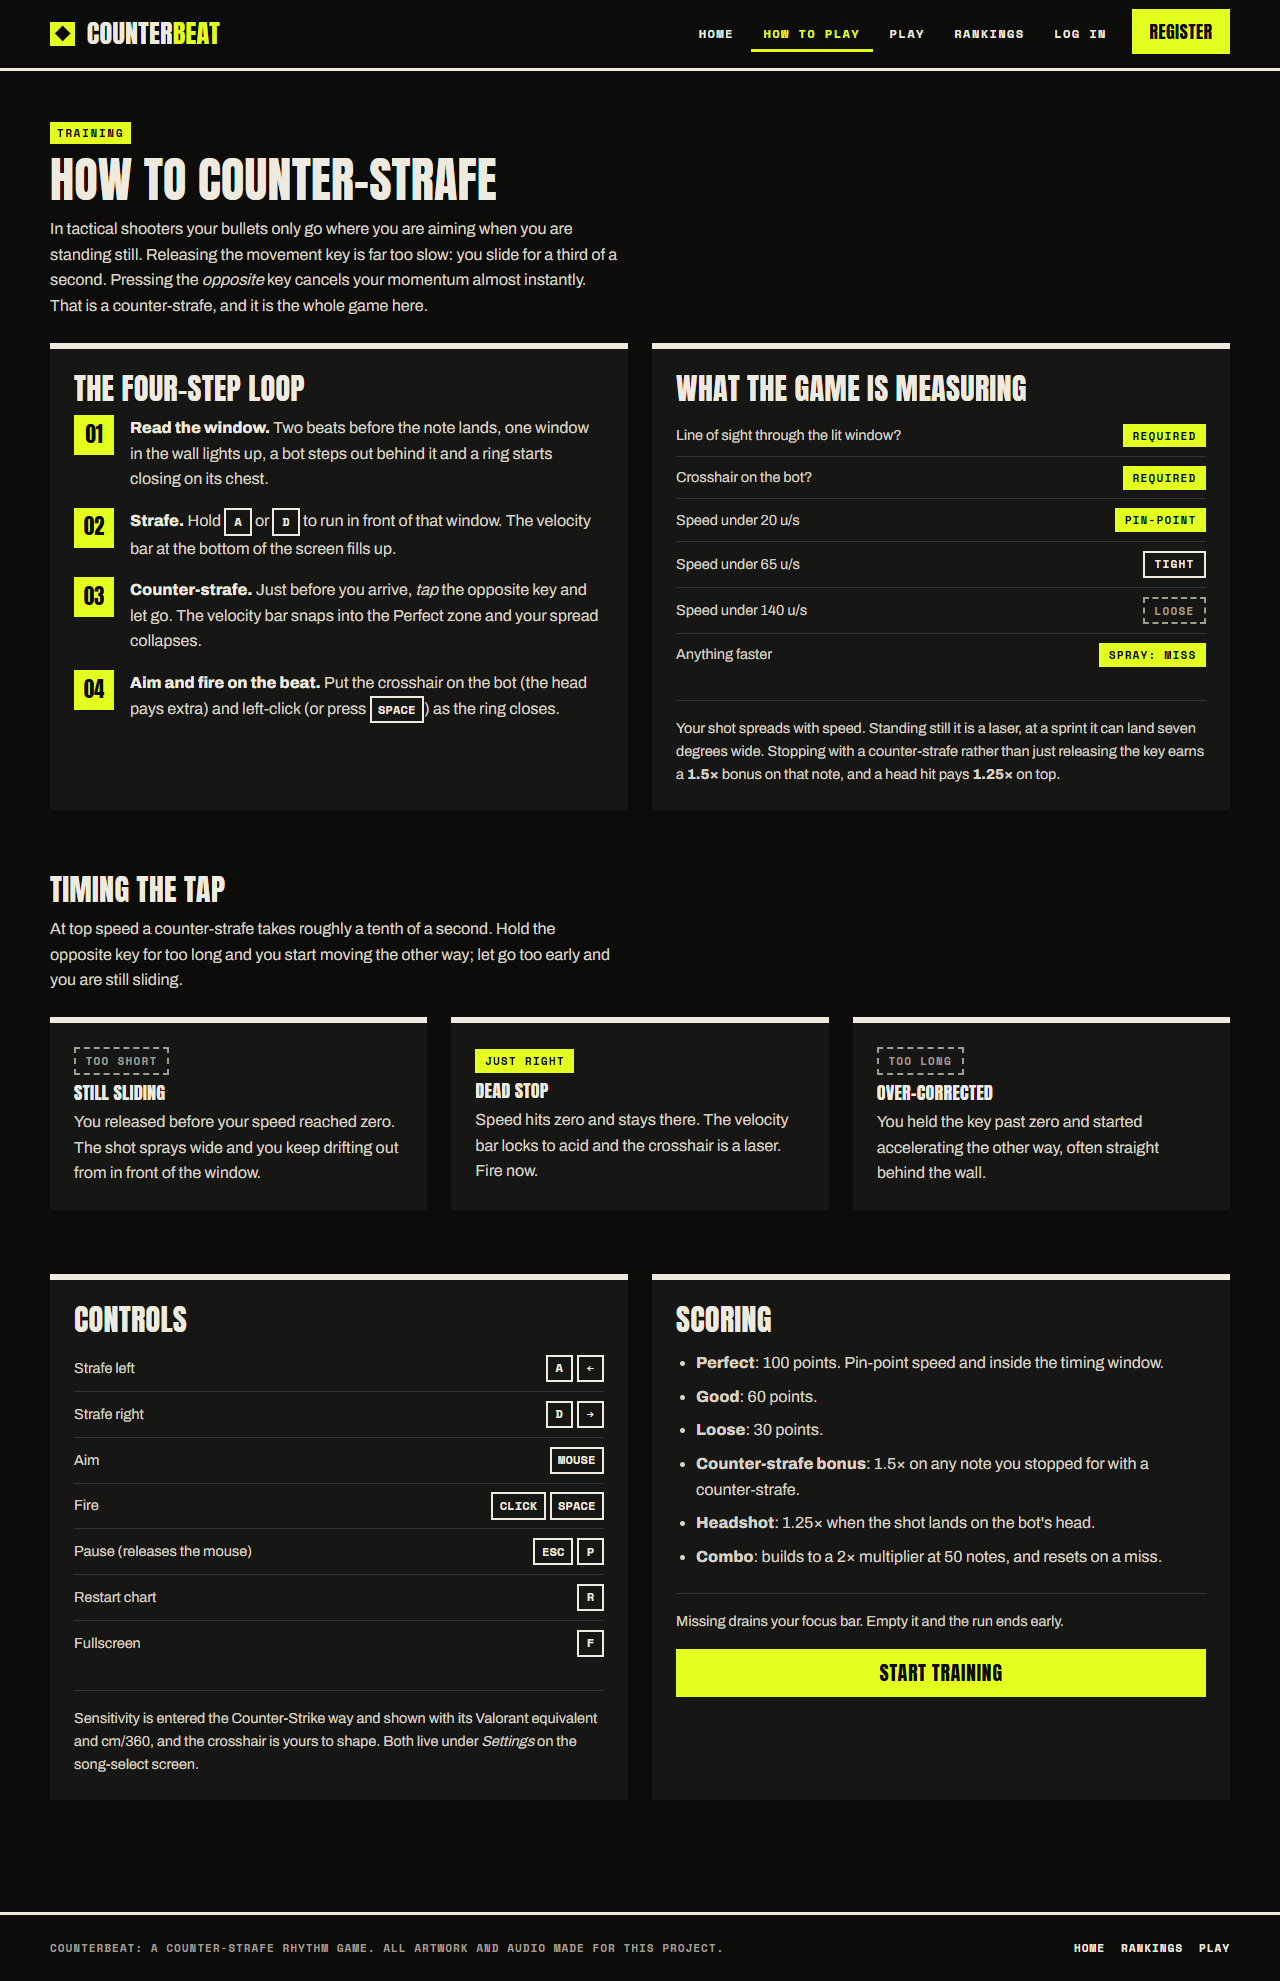 COUNTERBEAT
HOME
HOW TO PLAY
PLAY
RANKINGS
LOG IN
REGISTER
TRAINING
HOW TO COUNTER-STRAFE
In tactical shooters your bullets only go where you are aiming when you are
standing still. Releasing the movement key is far too slow: you slide for a third of a
second. Pressing the opposite key cancels your momentum almost instantly.
That is a counter-strafe, and it is the whole game here.
THE FOUR-STEP LOOP
01
Read the window. Two beats before the note lands, one window
in the wall lights up, a bot steps out behind it and a ring starts
closing on its chest.
02
Strafe. Hold A or D to run in front of that window. The velocity
bar at the bottom of the screen fills up.
03
Counter-strafe. Just before you arrive, tap the opposite key and
let go. The velocity bar snaps into the Perfect zone and your spread
collapses.
04
Aim and fire on the beat. Put the crosshair on the bot (the head
pays extra) and left-click (or press SPACE) as the ring closes.
WHAT THE GAME IS MEASURING
Line of sight through the lit window? REQUIRED
Crosshair on the bot? REQUIRED
Speed under 20 u/s PIN-POINT
Speed under 65 u/s TIGHT
Speed under 140 u/s LOOSE
Anything faster SPRAY: MISS
Your shot spreads with speed. Standing still it is a laser, at a sprint it can land seven
degrees wide. Stopping with a counter-strafe rather than just releasing the key earns
a 1.5× bonus on that note, and a head hit pays 1.25× on top.
TIMING THE TAP
At top speed a counter-strafe takes roughly a tenth of a second. Hold the
opposite key for too long and you start moving the other way; let go too early and
you are still sliding.
TOO SHORT
STILL SLIDING
You released before your speed reached zero.
The shot sprays wide and you keep drifting out
from in front of the window.
JUST RIGHT
DEAD STOP
Speed hits zero and stays there. The velocity
bar locks to acid and the crosshair is a laser.
Fire now.
TOO LONG
OVER-CORRECTED
You held the key past zero and started
accelerating the other way, often straight
behind the wall.
CONTROLS
Strafe left A ←
Strafe right D →
Aim MOUSE
Fire CLICK SPACE
Pause (releases the mouse) ESC P
Restart chart R
Fullscreen F
Sensitivity is entered the Counter-Strike way and shown with its Valorant equivalent
and cm/360, and the crosshair is yours to shape. Both live under Settings on the
song-select screen.
SCORING
• Perfect: 100 points. Pin-point speed and inside the timing window.
• Good: 60 points.
• Loose: 30 points.
• Counter-strafe bonus: 1.5× on any note you stopped for with a
counter-strafe.
• Headshot: 1.25× when the shot lands on the bot's head.
• Combo: builds to a 2× multiplier at 50 notes, and resets on a miss.
Missing drains your focus bar. Empty it and the run ends early.
START TRAINING
COUNTERBEAT: A COUNTER-STRAFE RHYTHM GAME. ALL ARTWORK AND AUDIO MADE FOR THIS PROJECT.
HOME
RANKINGS
PLAY